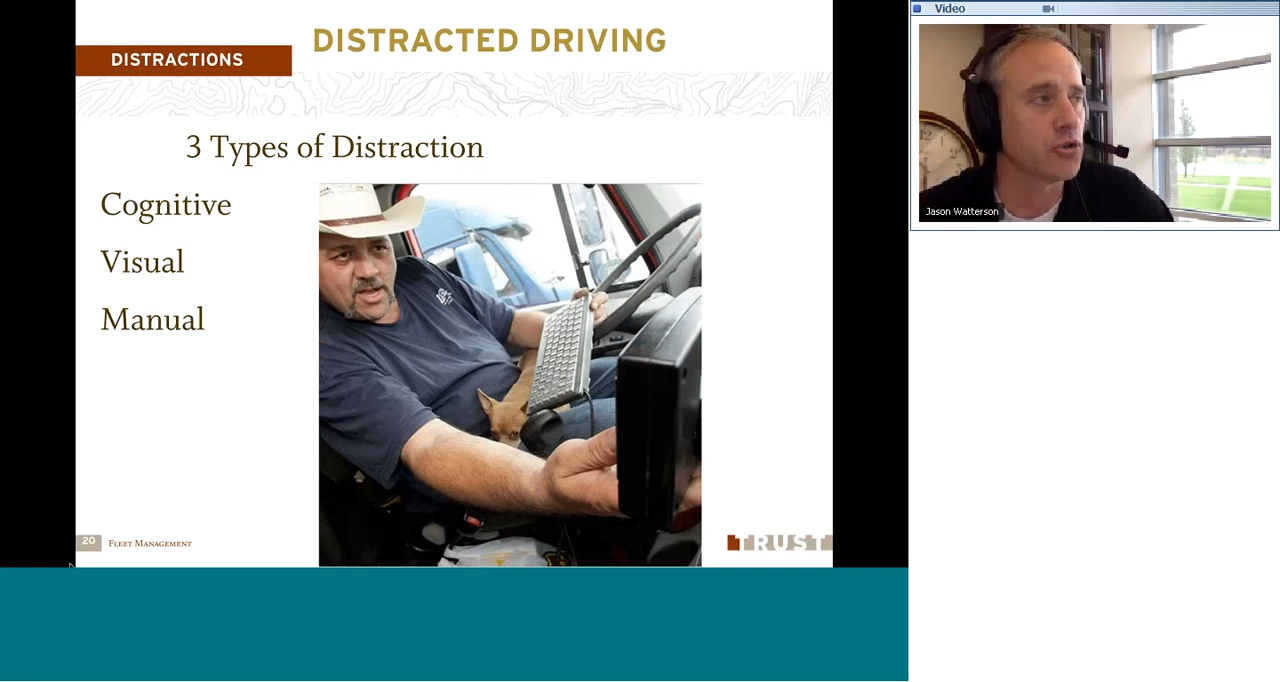 DISTRACTED DRIVING
DISTRACTIONS
3 Types of Distraction
Cognitive
Visual
Manual
20 Fleet Management
TRUST
Video
Jason Watterson